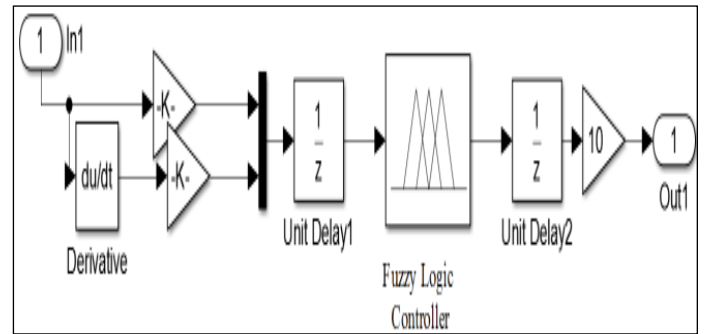 1
In1
-K-
-K-
du/dt
Derivative
1
z
Unit Delay1
Fuzzy Logic
Controller
1
z
Unit Delay2
10
1
Out1